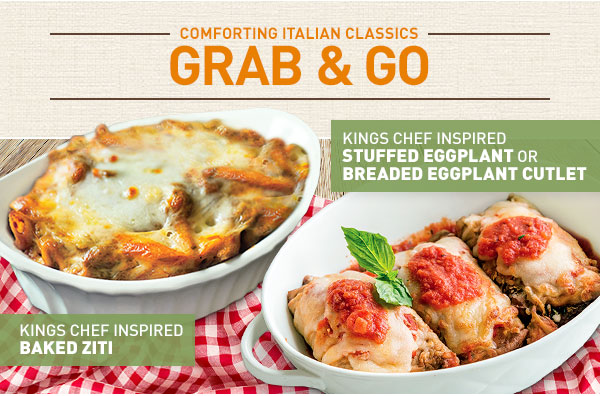 COMFORTING ITALIAN CLASSICS
GRAB & GO
KINGS CHEF INSPIRED
STUFFED EGGPLANT OR
BREADED EGGPLANT CUTLET
KINGS CHEF INSPIRED
BAKED ZITI